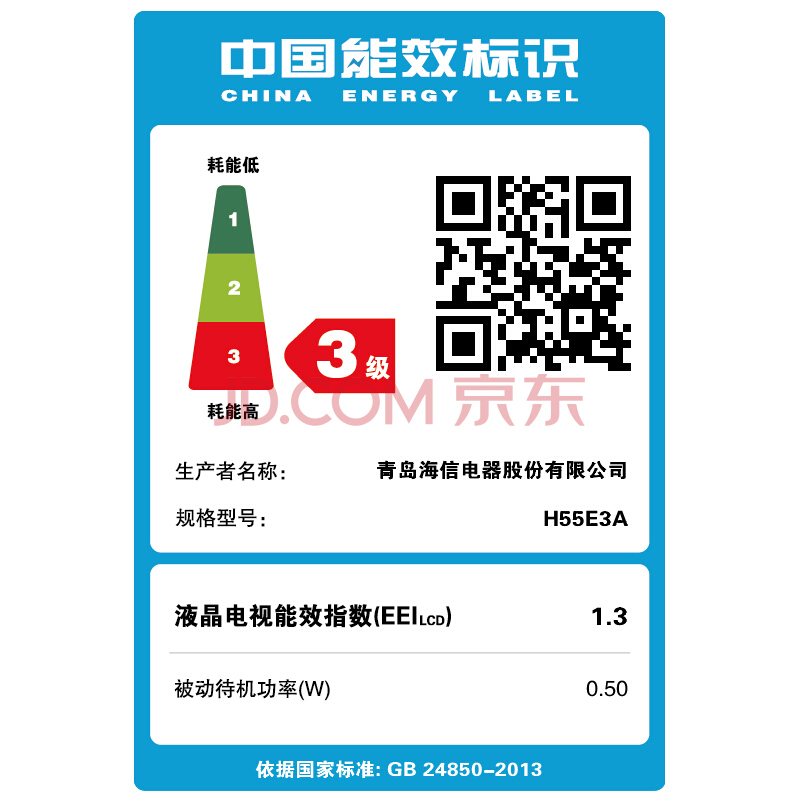 中国能效标识
CHINA ENERGY LABEL
耗能低
1
2
3
3级
耗能高
JD.COM 京东
生产者名称: 青岛海信电器股份有限公司
规格型号: H55E3A
液晶电视能效指数(EEILCD) 1.3
被动待机功率(W) 0.50
依据国家标准: GB 24850-2013